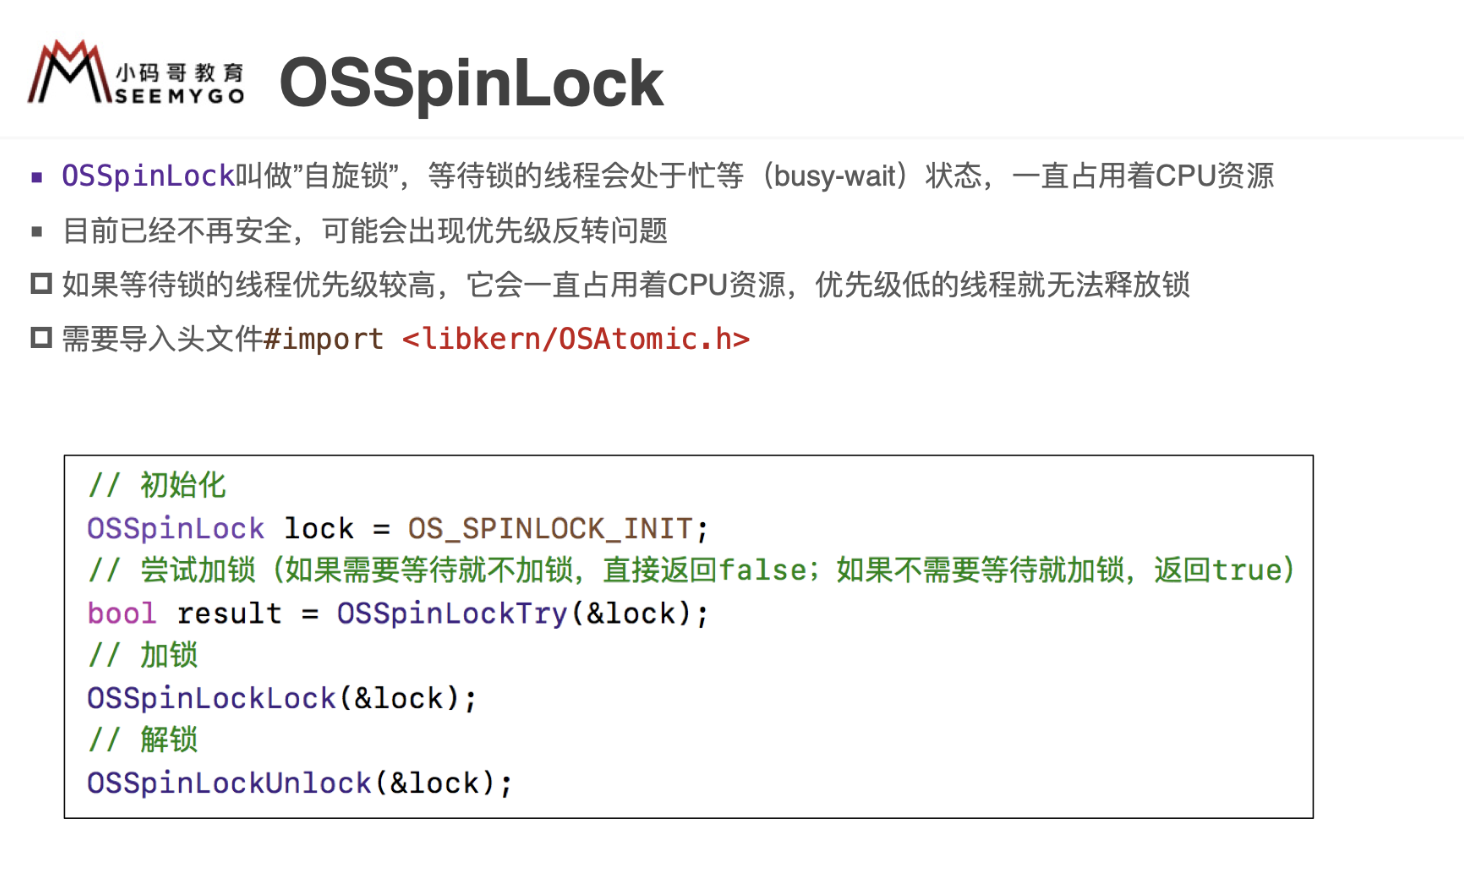 小码哥教育
SEEMYGO
OSSpinLock
OSSpinLock叫做”自旋锁”，等待锁的线程会处于忙等（busy-wait）状态，一直占用着CPU资源
目前已经不再安全，可能会出现优先级反转问题
如果等待锁的线程优先级较高，它会一直占用着CPU资源，优先级低的线程就无法释放锁
需要导入头文件#import <libkern/OSAtomic.h>
// 初始化
OSSpinLock lock = OS_SPINLOCK_INIT;
// 尝试加锁（如果需要等待就不加锁，直接返回false；如果不需要等待就加锁，返回true）
bool result = OSSpinLockTry(&lock);
// 加锁
OSSpinLockLock(&lock);
// 解锁
OSSpinLockUnlock(&lock);